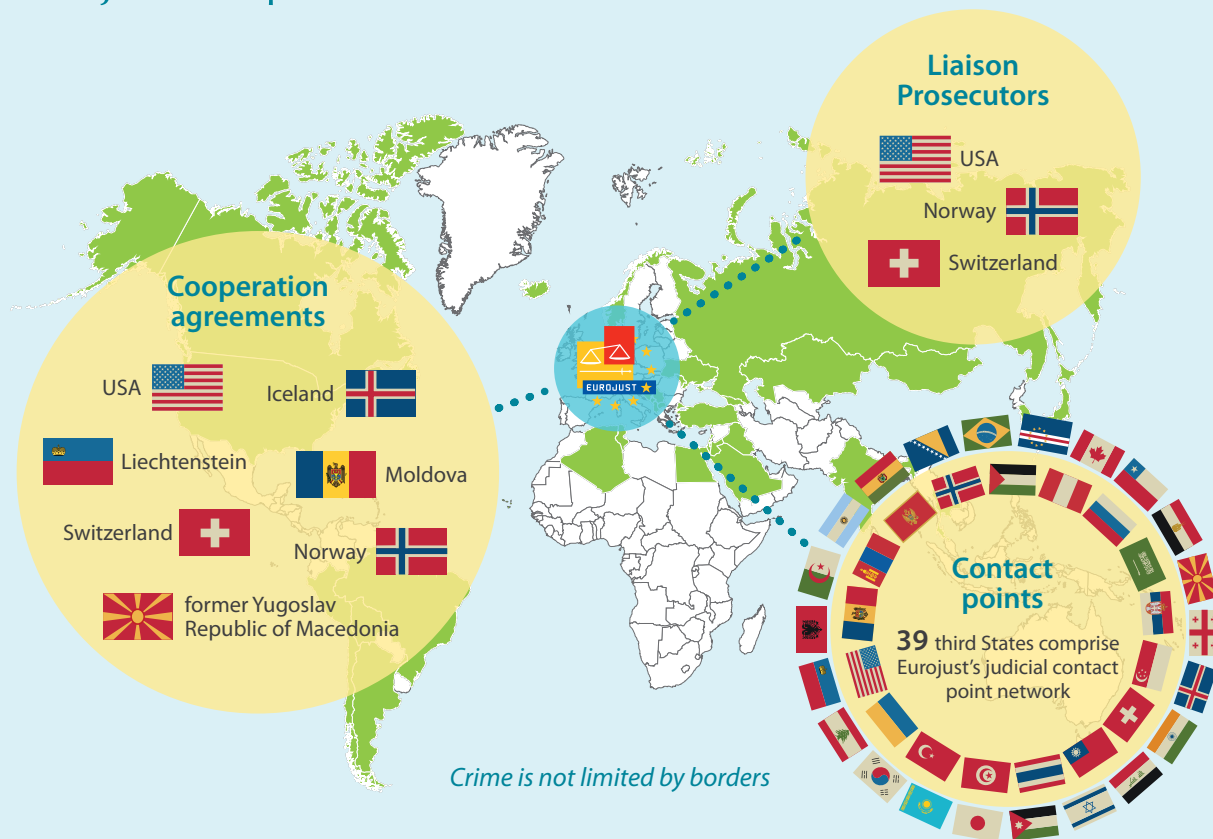 Liaison
Prosecutors
USA
Norway
Switzerland
Cooperation
agreements
USA
Iceland
Liechtenstein
Moldova
Switzerland
Norway
former Yugoslav
Republic of Macedonia
EUROJUST
Contact
points
39 third States comprise
Eurojust's judicial contact
point network
Crime is not limited by borders